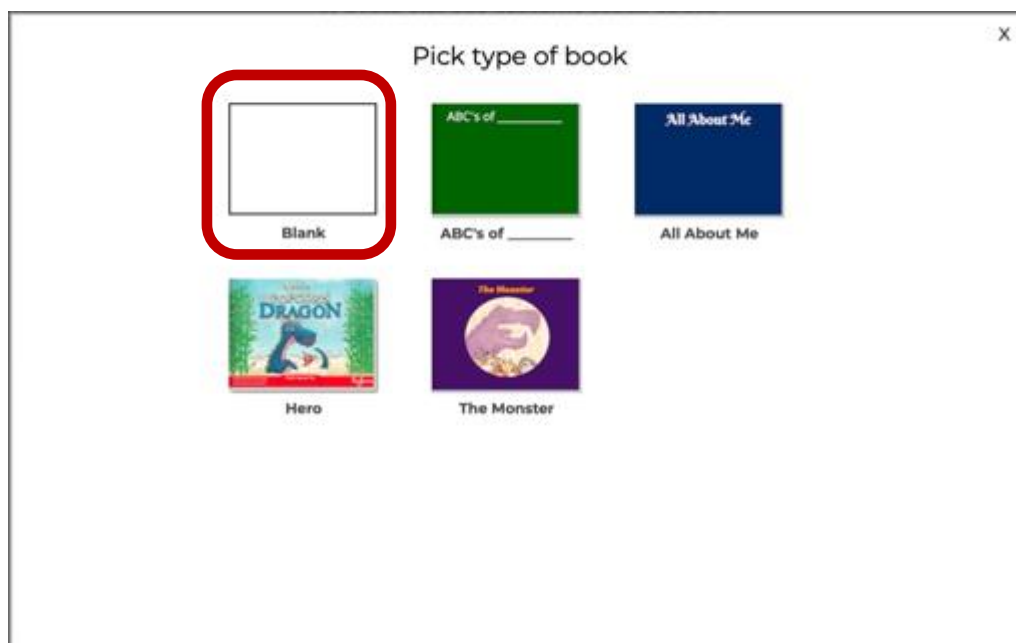 X
Pick type of book
ABC's of ________
All About Me
Blank
ABC's of ________
All About Me
DRAGON
The Monster
Hero
The Monster